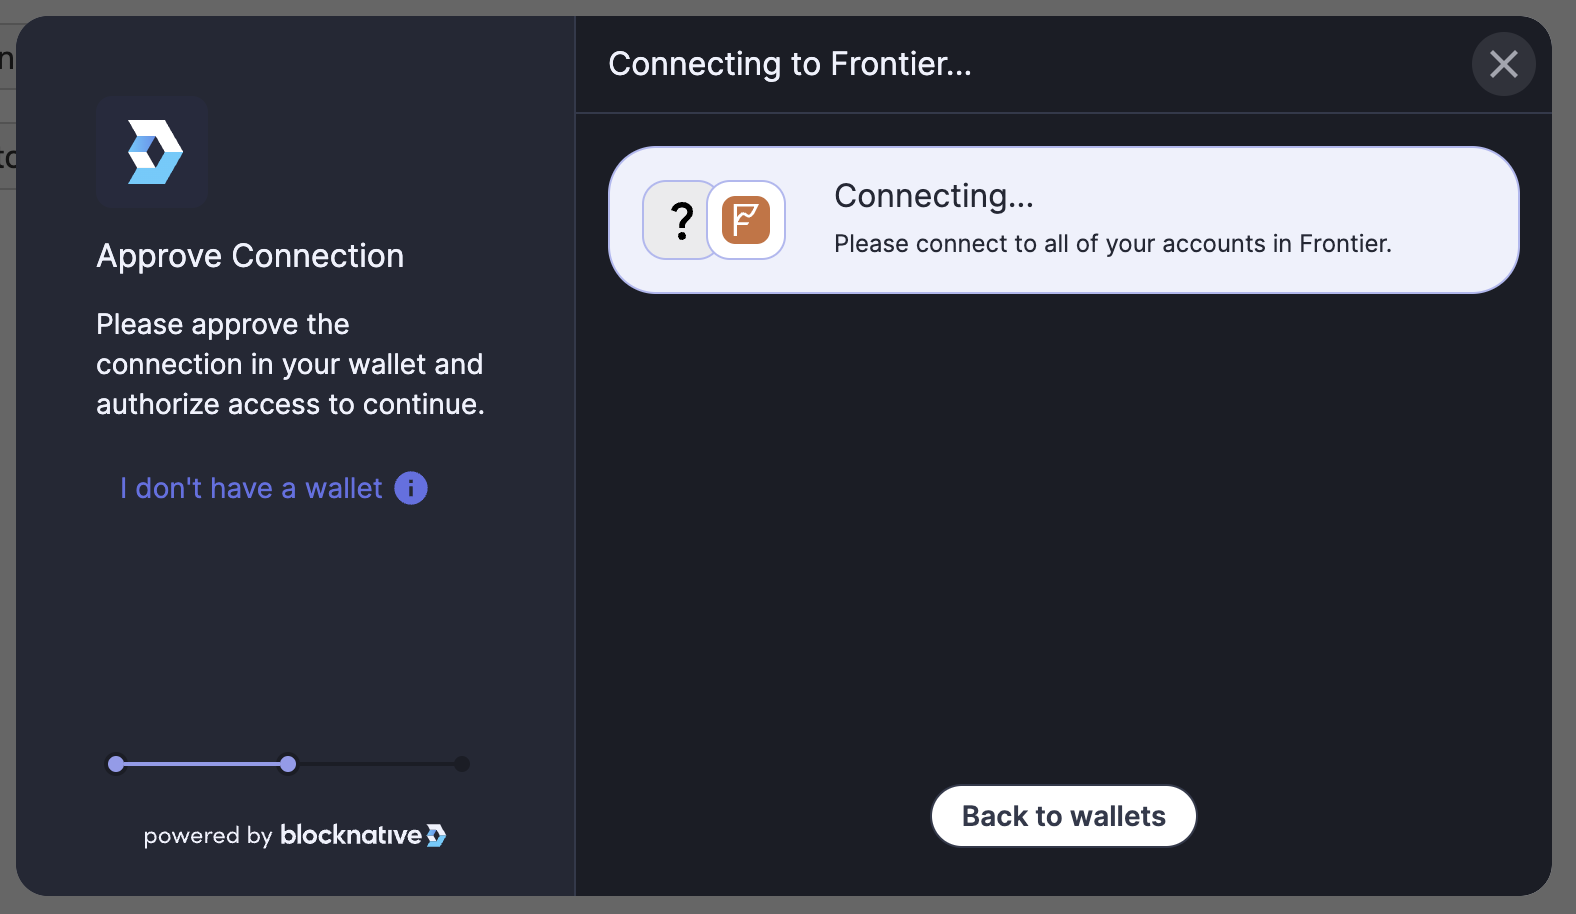 Connecting to Frontier...
Approve Connection
Please approve the
connection in your wallet and
authorize access to continue.
I don't have a wallet i
powered by blocknative
?
F
Connecting...
Please connect to all of your accounts in Frontier.
Back to wallets